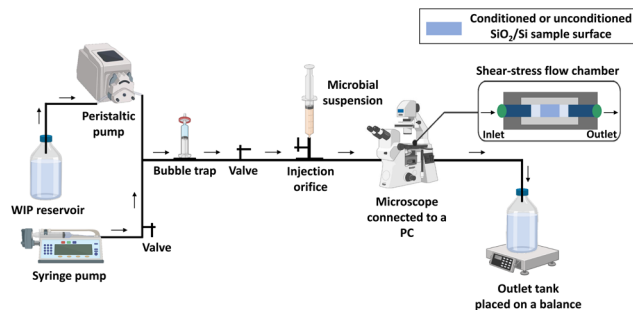 Conditioned or unconditioned
SiO₂/Si sample surface
Shear-stress flow chamber
Inlet
Outlet
Microbial
suspension
Peristaltic
pump
Bubble trap
Valve
Injection
orifice
Microscope
connected to a
PC
WIP reservoir
Valve
Syringe pump
Outlet tank
placed on a balance